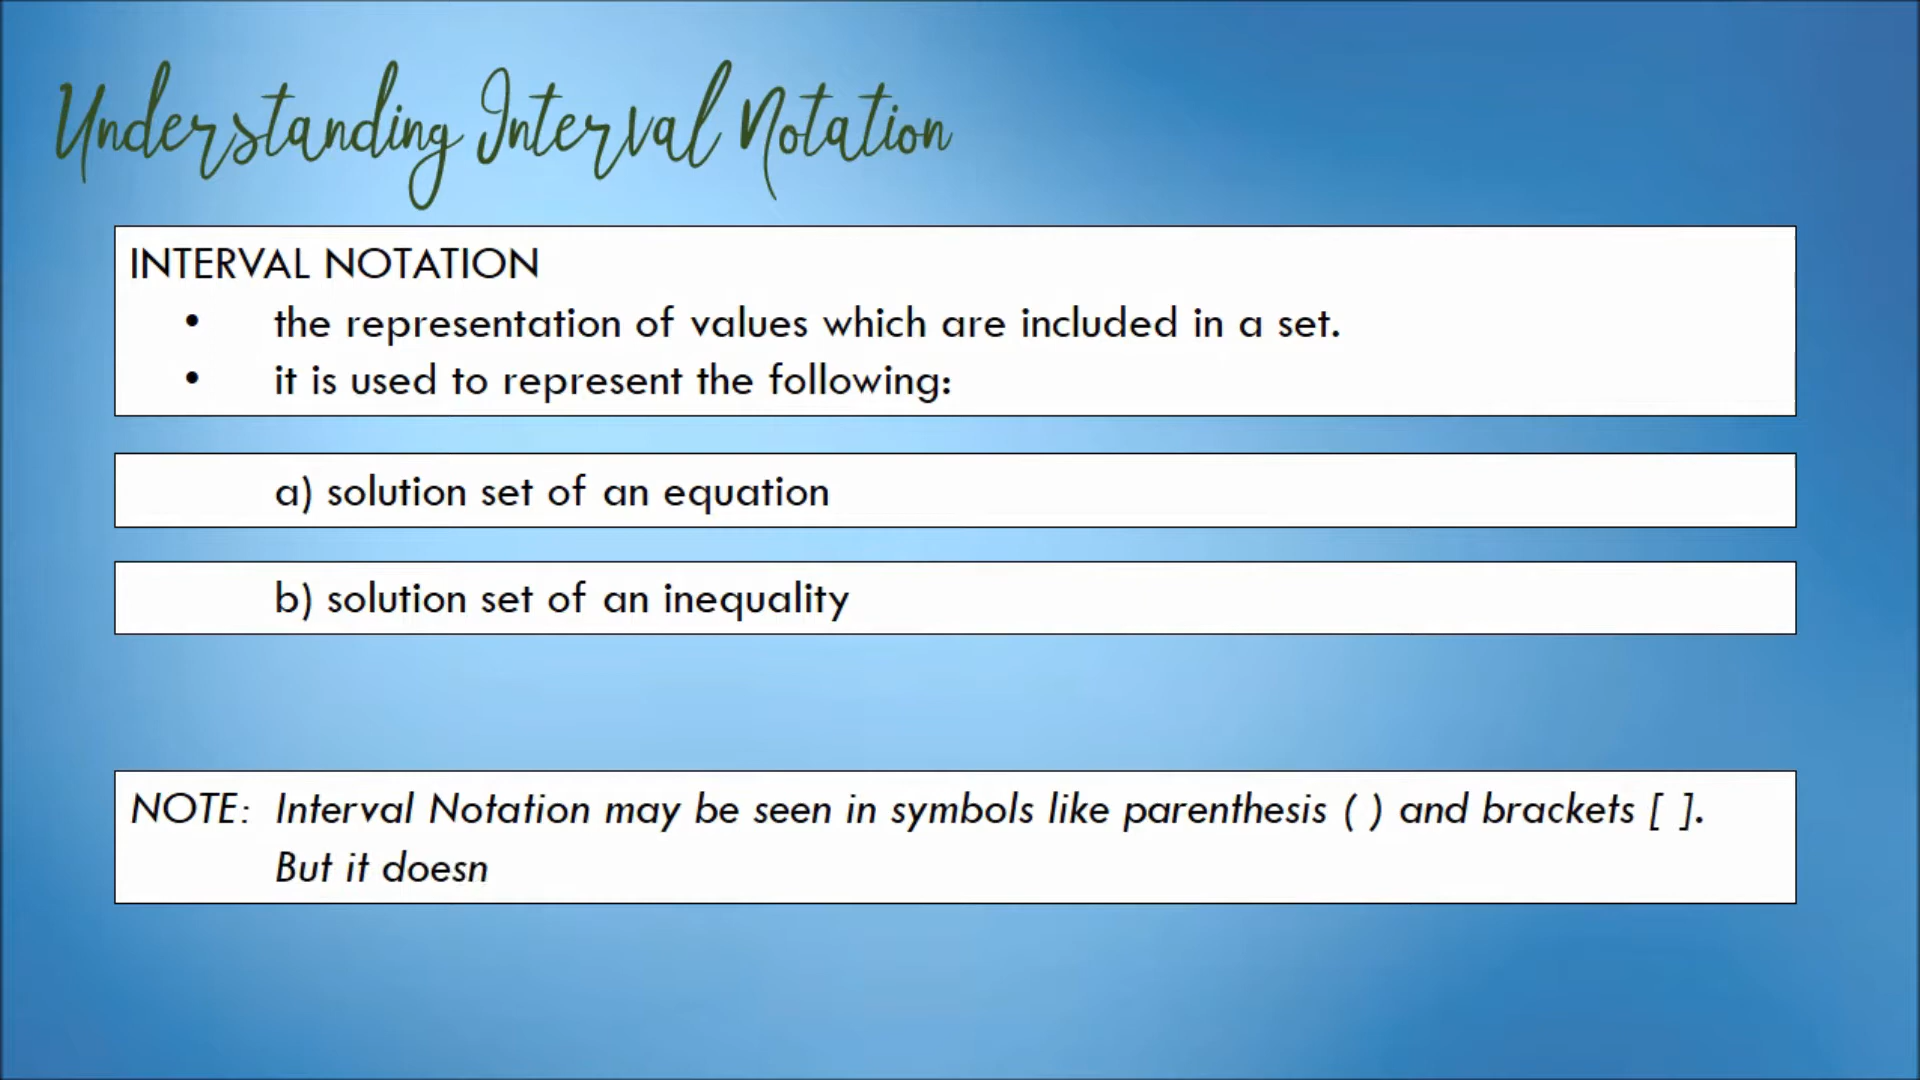 Understanding Interval Notation
INTERVAL NOTATION
• the representation of values which are included in a set.
• it is used to represent the following:
a) solution set of an equation
b) solution set of an inequality
NOTE: Interval Notation may be seen in symbols like parenthesis ( ) and brackets [ ].
But it doesn